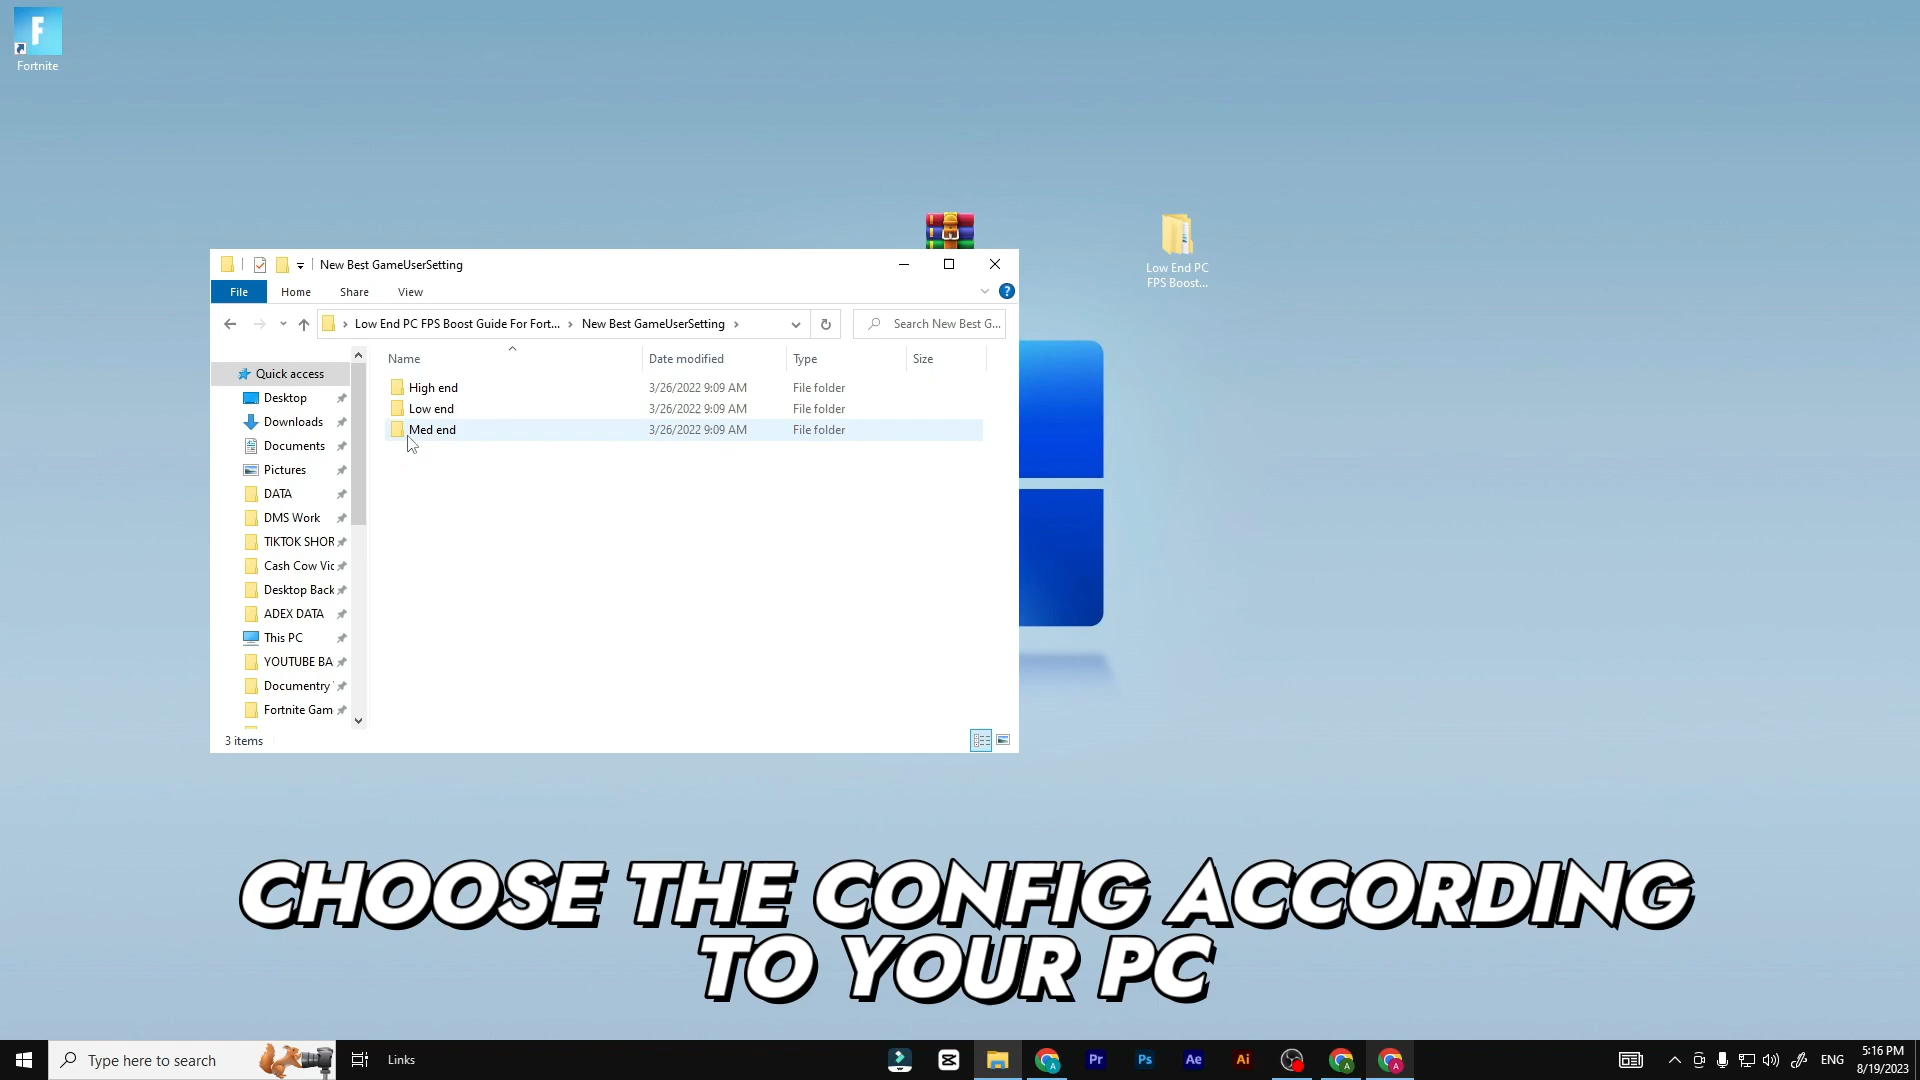 Fortnite
Low End PC
FPS Boost...
New Best GameUserSetting
File
Home
Share
View
Low End PC FPS Boost Guide For Fort...
New Best GameUserSetting
Search New Best G...
Name
Date modified
Type
Size
High end
3/26/2022 9:09 AM
File folder
Low end
3/26/2022 9:09 AM
File folder
Med end
3/26/2022 9:09 AM
File folder
Quick access
Desktop
Downloads
Documents
Pictures
DATA
DMS Work
TIKTOK SHOR
Cash Cow Vic
Desktop Back
ADEX DATA
This PC
YOUTUBE BA
Documentry
Fortnite Gam
3 items
CHOOSE THE CONFIG ACCORDING
TO YOUR PC
Type here to search
Links
Pr
Ps
Ae
Ai
ENG
5:16 PM
8/19/2023